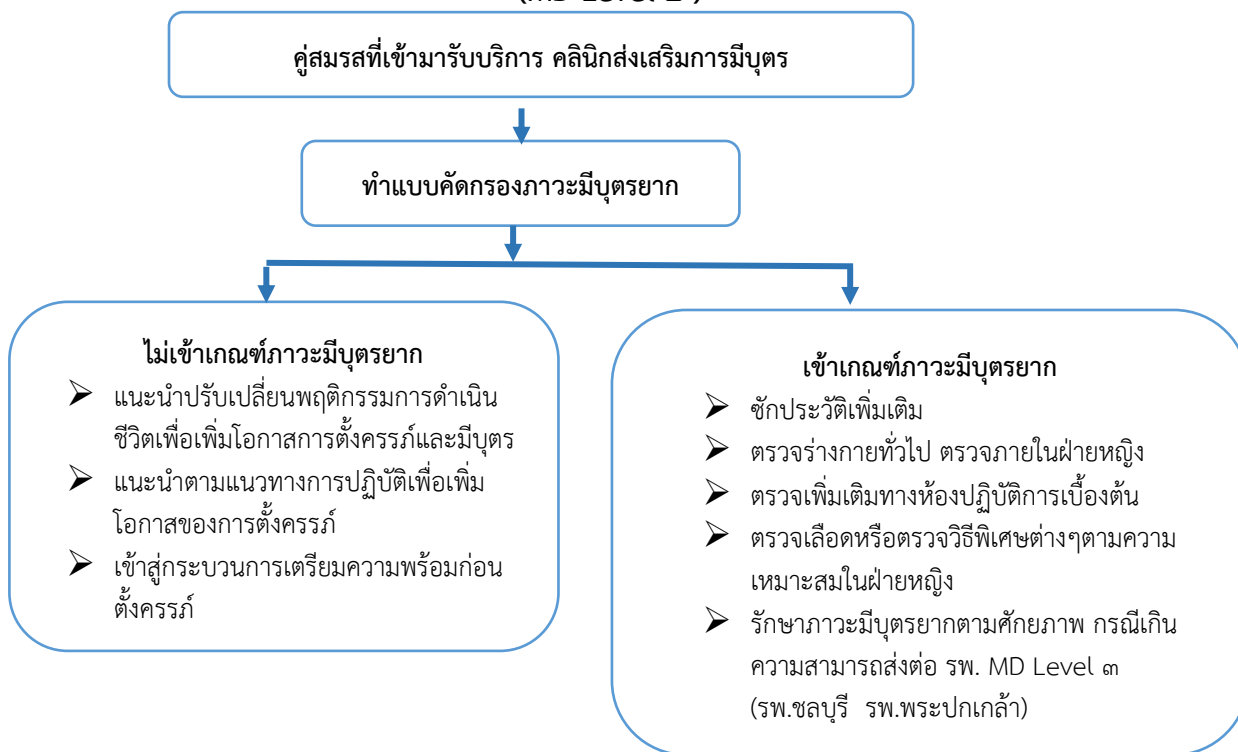 (MD Level 2 )
คู่สมรสที่เข้ามารับบริการ คลินิกส่งเสริมการมีบุตร
ทำแบบคัดกรองภาวะมีบุตรยาก
ไม่เข้าเกณฑ์ภาวะมีบุตรยาก
➢ แนะนำปรับเปลี่ยนพฤติกรรมการดำเนิน
ชีวิตเพื่อเพิ่มโอกาสการตั้งครรภ์และมีบุตร
➢ แนะนำตามแนวทางการปฏิบัติเพื่อเพิ่ม
โอกาสของการตั้งครรภ์
➢ เข้าสู่กระบวนการเตรียมความพร้อมก่อน
ตั้งครรภ์
เข้าเกณฑ์ภาวะมีบุตรยาก
➢ ซักประวัติเพิ่มเติม
➢ ตรวจร่างกายทั่วไป ตรวจภายในฝ่ายหญิง
➢ ตรวจเพิ่มเติมทางห้องปฏิบัติการเบื้องต้น
➢ ตรวจเลือดหรือตรวจวิธีพิเศษต่างๆตามความ
เหมาะสมในฝ่ายหญิง
➢ รักษาภาวะมีบุตรยากตามศักยภาพ กรณีเกิน
ความสามารถส่งต่อ รพ. MD Level ๓
(รพ.ชลบุรี รพ.พระปกเกล้า)